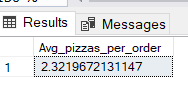 Results Messages
Avg_pizzas_per_order
1 2.3219672131147